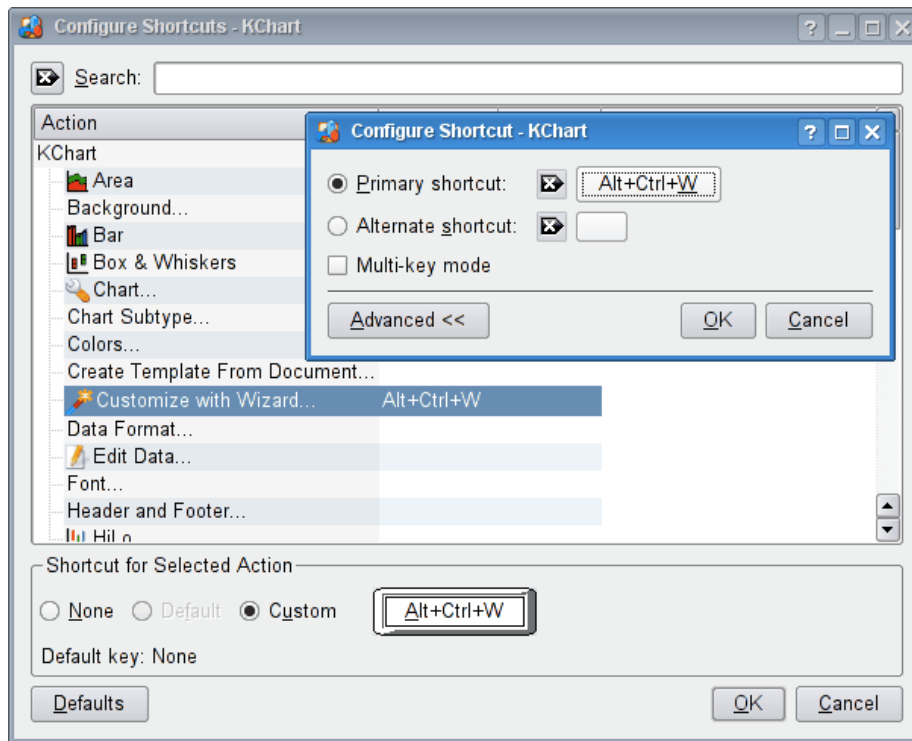 Configure Shortcuts - KChart
Search:
Action
KChart
Area
Background...
Bar
Box & Whiskers
Chart...
Chart Subtype...
Colors...
Create Template From Document...
Customize with Wizard... Alt+Ctrl+W
Data Format...
Edit Data...
Font...
Header and Footer...
HiLo
Configure Shortcut - KChart
Primary shortcut: Alt+Ctrl+W
Alternate shortcut:
Multi-key mode
Advanced <<
OK Cancel
Shortcut for Selected Action
None Default Custom Alt+Ctrl+W
Default key: None
Defaults OK Cancel